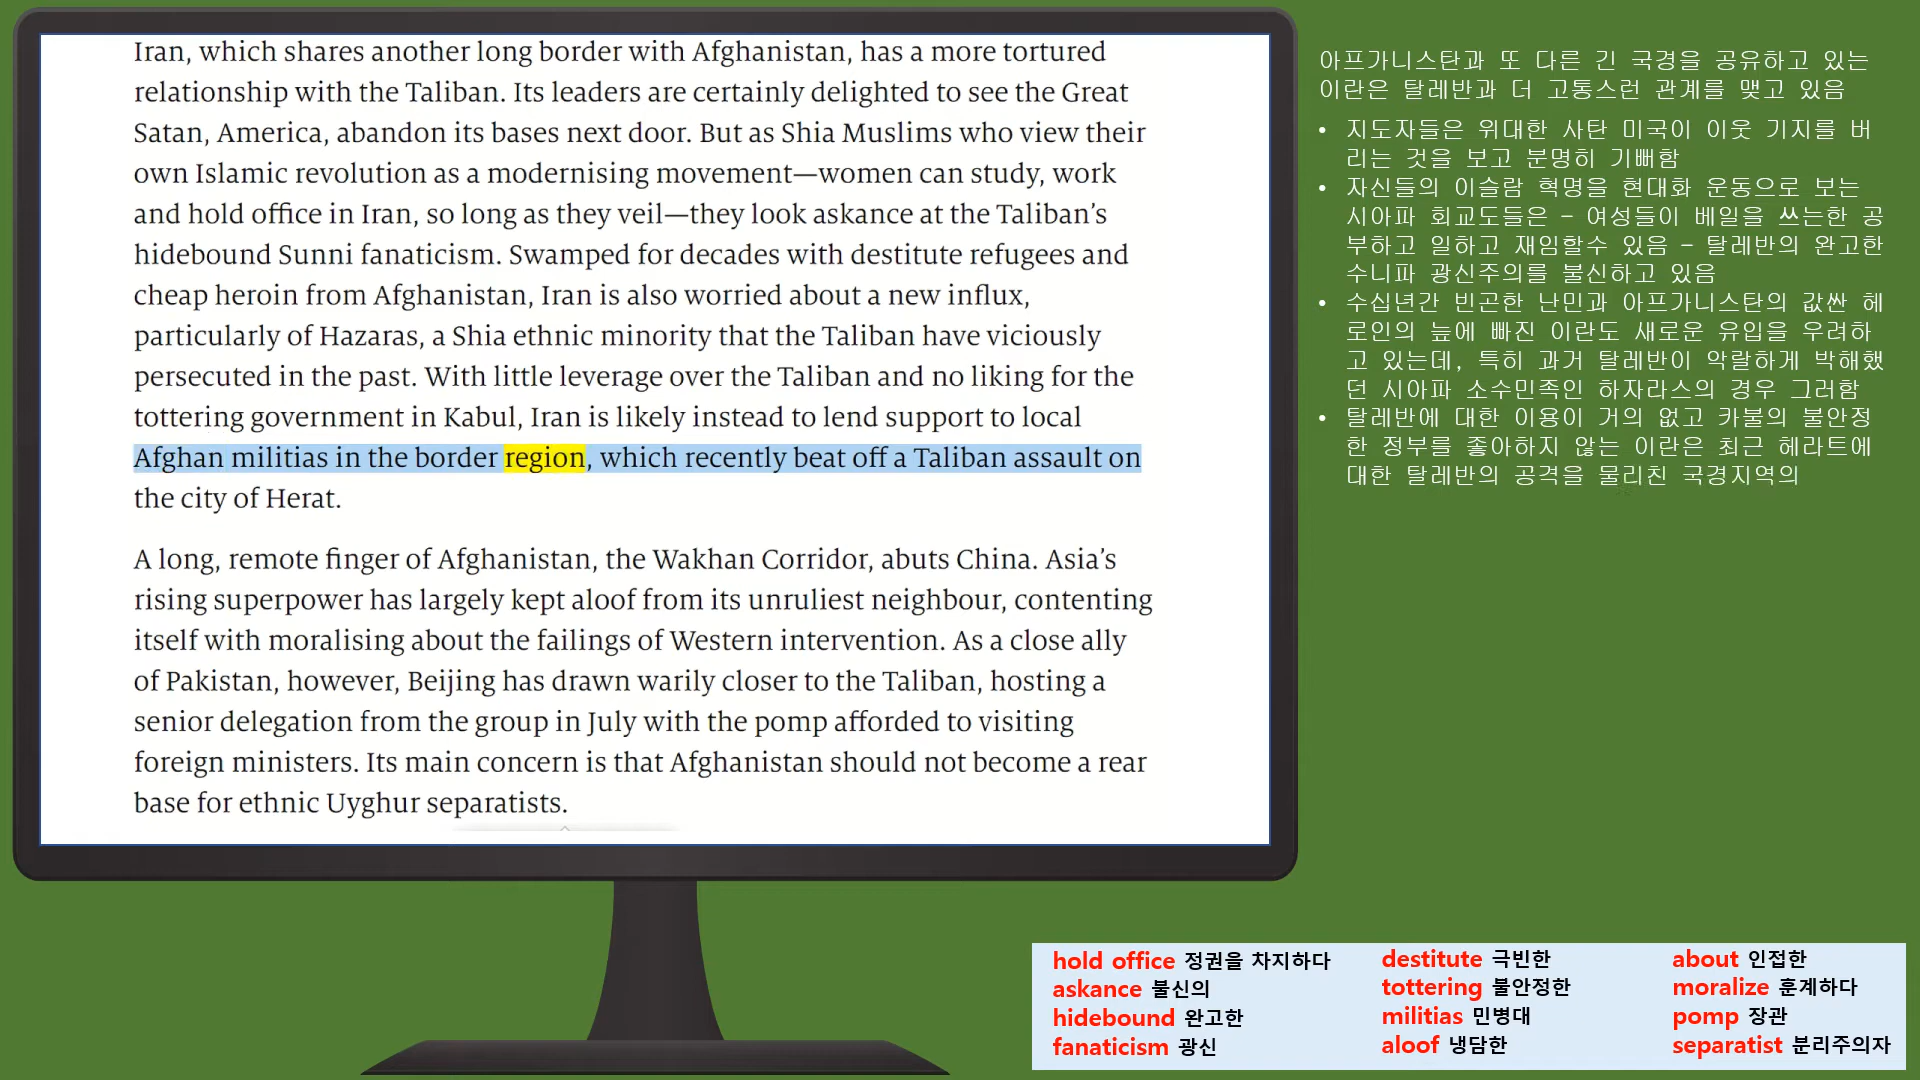 Iran, which shares another long border with Afghanistan, has a more tortured
relationship with the Taliban. Its leaders are certainly delighted to see the Great
Satan, America, abandon its bases next door. But as Shia Muslims who view their
own Islamic revolution as a modernising movement—women can study, work
and hold office in Iran, so long as they veil—they look askance at the Taliban’s
hidebound Sunni fanaticism. Swamped for decades with destitute refugees and
cheap heroin from Afghanistan, Iran is also worried about a new influx,
particularly of Hazaras, a Shia ethnic minority that the Taliban have viciously
persecuted in the past. With little leverage over the Taliban and no liking for the
tottering government in Kabul, Iran is likely instead to lend support to local
Afghan militias in the border region, which recently beat off a Taliban assault on
the city of Herat.
A long, remote finger of Afghanistan, the Wakhan Corridor, abuts China. Asia’s
rising superpower has largely kept aloof from its unruliest neighbour, contenting
itself with moralising about the failings of Western intervention. As a close ally
of Pakistan, however, Beijing has drawn warily closer to the Taliban, hosting a
senior delegation from the group in July with the pomp afforded to visiting
foreign ministers. Its main concern is that Afghanistan should not become a rear
base for ethnic Uyghur separatists.
아프가니스탄과 또 다른 긴 국경을 공유하고 있는
이란은 탈레반과 더 고통스런 관계를 맺고 있음
• 지도자들은 위대한 사탄 미국이 이웃 기지를 버
리는 것을 보고 분명히 기뻐함
• 자신들의 이슬람 혁명을 현대화 운동으로 보는
시아파 회교도들은 – 여성들이 베일을 쓰는한 공
부하고 일하고 재임할수 있음 – 탈레반의 완고한
수니파 광신주의를 불신하고 있음
• 수십년간 빈곤한 난민과 아프가니스탄의 값싼 헤
로인의 늪에 빠진 이란도 새로운 유입을 우려하
고 있는데, 특히 과거 탈레반이 악랄하게 박해했
던 시아파 소수민족인 하자라스의 경우 그러함
• 탈레반에 대한 이용이 거의 없고 카불의 불안정
한 정부를 좋아하지 않는 이란은 최근 헤라트에
대한 탈레반의 공격을 물리친 국경지역의
hold office 정권을 차지하다
askance 불신의
hidebound 완고한
fanaticism 광신
destitute 극빈한
tottering 불안정한
militias 민병대
aloof 냉담한
about 인접한
moralize 훈계하다
pomp 장관
separatist 분리주의자